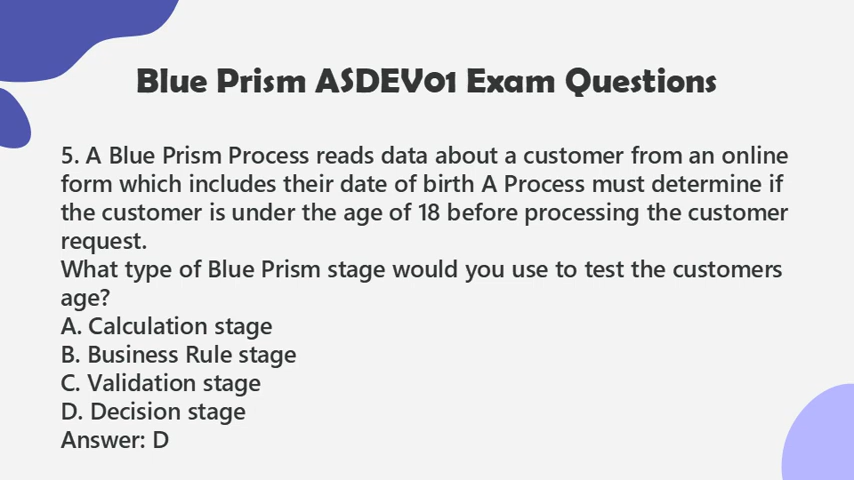 Blue Prism ASDEV01 Exam Questions
5. A Blue Prism Process reads data about a customer from an online
form which includes their date of birth A Process must determine if
the customer is under the age of 18 before processing the customer
request.
What type of Blue Prism stage would you use to test the customers
age?
A. Calculation stage
B. Business Rule stage
C. Validation stage
D. Decision stage
Answer: D